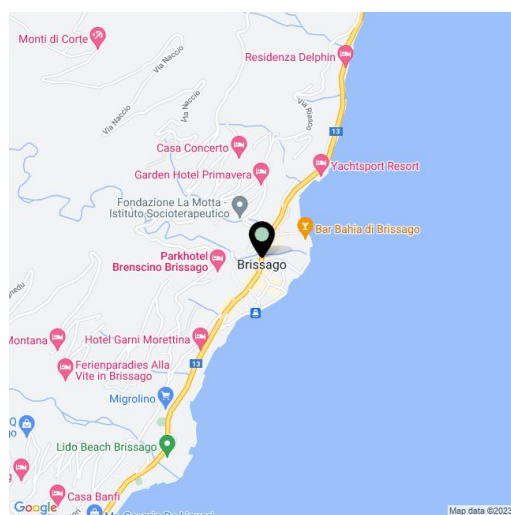 Monti di Corte
Via Naccio
Residenza Delphin
Via Naccio
Via Naccio
Via Riasco
13
Casa Concerto
Garden Hotel Primavera
Yachtsport Resort
Fondazione La Motta -
Istituto Socioterapeutico
Bar Bahia di Brissago
Parkhotel
Brenscino Brissago
Brissago
Montana
Hotel Garni Morettina
13
Ferienparadies Alla
Vite in Brissago
Migrolino
Lido Beach Brissago
Casa Banfi
Google
Map data ©2023